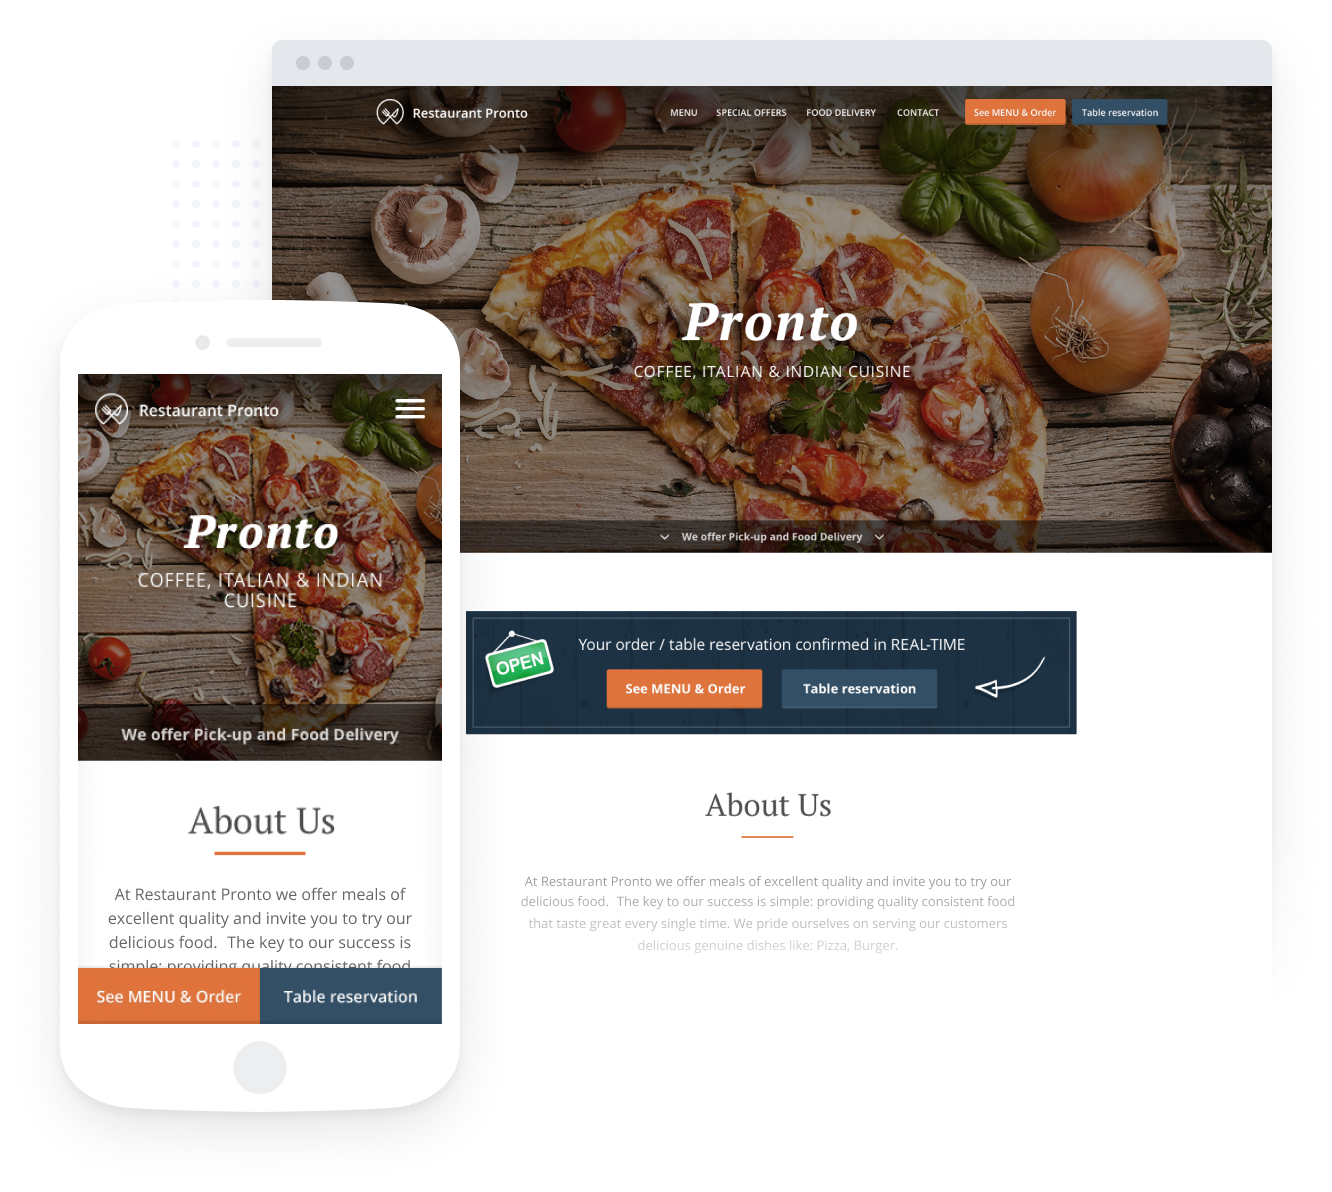 Restaurant Pronto
MENU SPECIAL OFFERS FOOD DELIVERY CONTACT See MENU & Order Table reservation
Pronto
COFFEE, ITALIAN & INDIAN CUISINE
We offer Pick-up and Food Delivery
OPEN
Your order / table reservation confirmed in REAL-TIME
See MENU & Order Table reservation
About Us
At Restaurant Pronto we offer meals of excellent quality and invite you to try our
delicious food. The key to our success is simple: providing quality consistent food
that taste great every single time. We pride ourselves on serving our customers
delicious genuine dishes like: Pizza, Burger.
Restaurant Pronto
Pronto
COFFEE, ITALIAN & INDIAN
CUISINE
We offer Pick-up and Food Delivery
About Us
At Restaurant Pronto we offer meals of
excellent quality and invite you to try our
delicious food. The key to our success is
simple: providing quality consistent food
See MENU & Order Table reservation